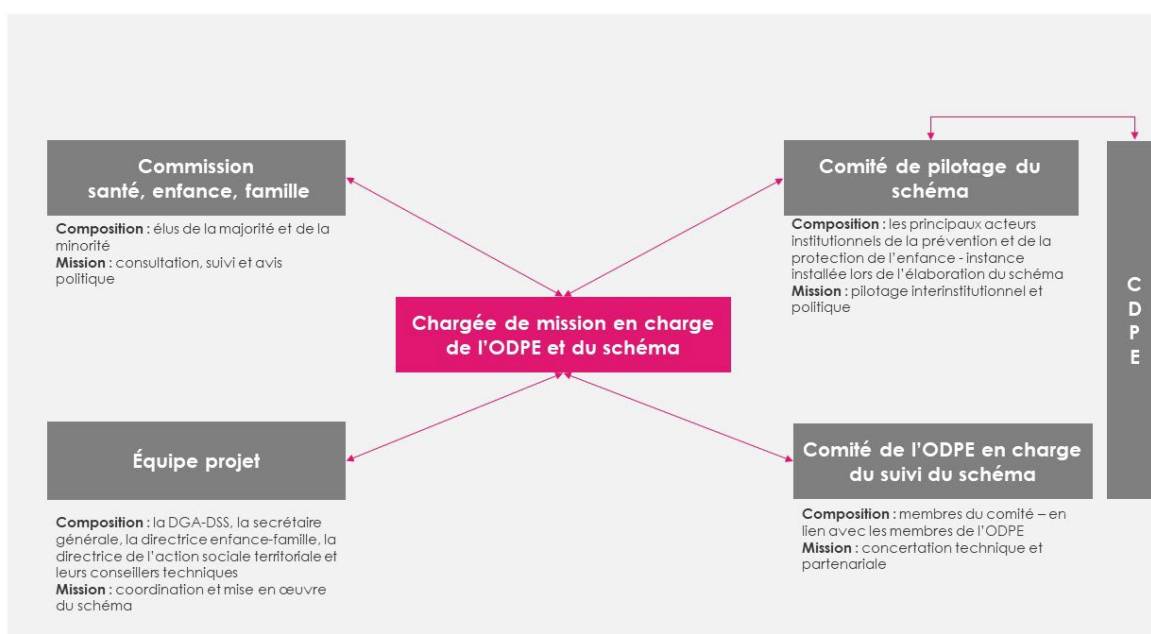 Commission
santé, enfance, famille
Composition : élus de la majorité et de la
minorité
Mission : consultation, suivi et avis
politique
Comité de pilotage du
schéma
Composition : les principaux acteurs
institutionnels de la prévention et de la
protection de l'enfance - instance
installée lors de l'élaboration du schéma
Mission : pilotage interinstitutionnel et
politique
C
D
P
E
Chargée de mission en charge
de l'ODPE et du schéma
Équipe projet
Composition : la DGA-DSS, la secrétaire
générale, la directrice enfance-famille, la
directrice de l'action sociale territoriale et
leurs conseillers techniques
Mission : coordination et mise en œuvre
du schéma
Comité de l'ODPE en charge
du suivi du schéma
Composition : membres du comité – en
lien avec les membres de l'ODPE
Mission : concertation technique et
partenariale